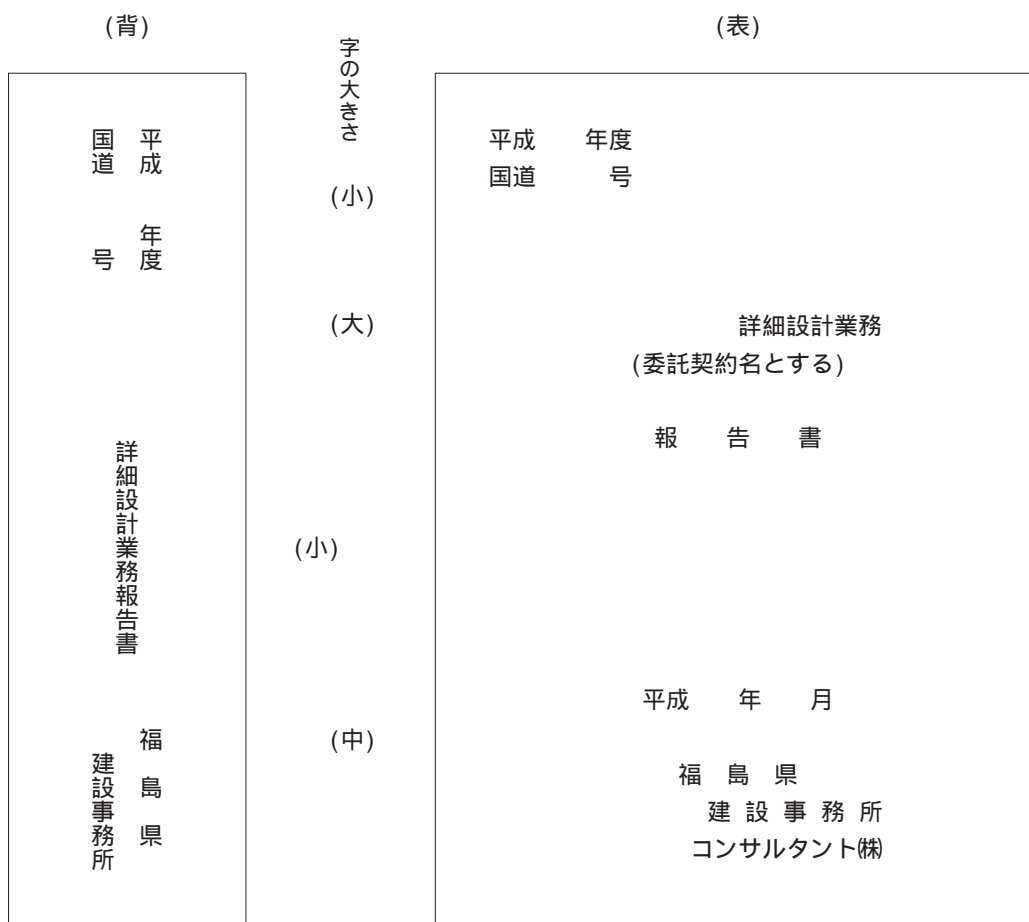 (背)
平成 年度
国道 号
詳細設計業務報告書
福島県
建設事務所
字の大きさ
(小)
(大)
(小)
(中)
(表)
平成 年度
国道 号
詳細設計業務
(委託契約名とする)
報 告 書
平成 年 月
福 島 県
建 設 事 務 所
コンサルタント㈱